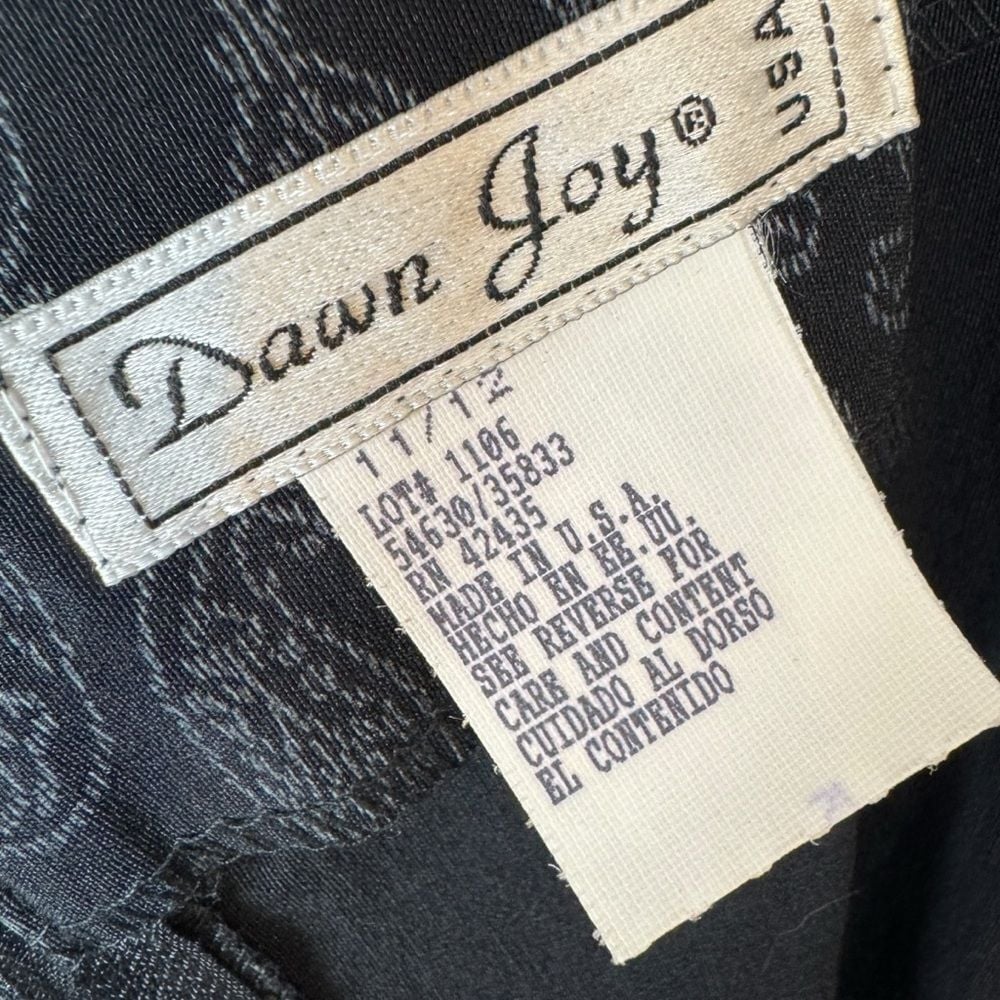 Dawn Joy®
USA
11/12
LOT# 1106
54630/35833
RN 42435
MADE IN U.S.A.
HECHO EN EE.UU.
SEE REVERSE FOR
CARE AND CONTENT
CUIDADO AL DORSO
EL CONTENIDO